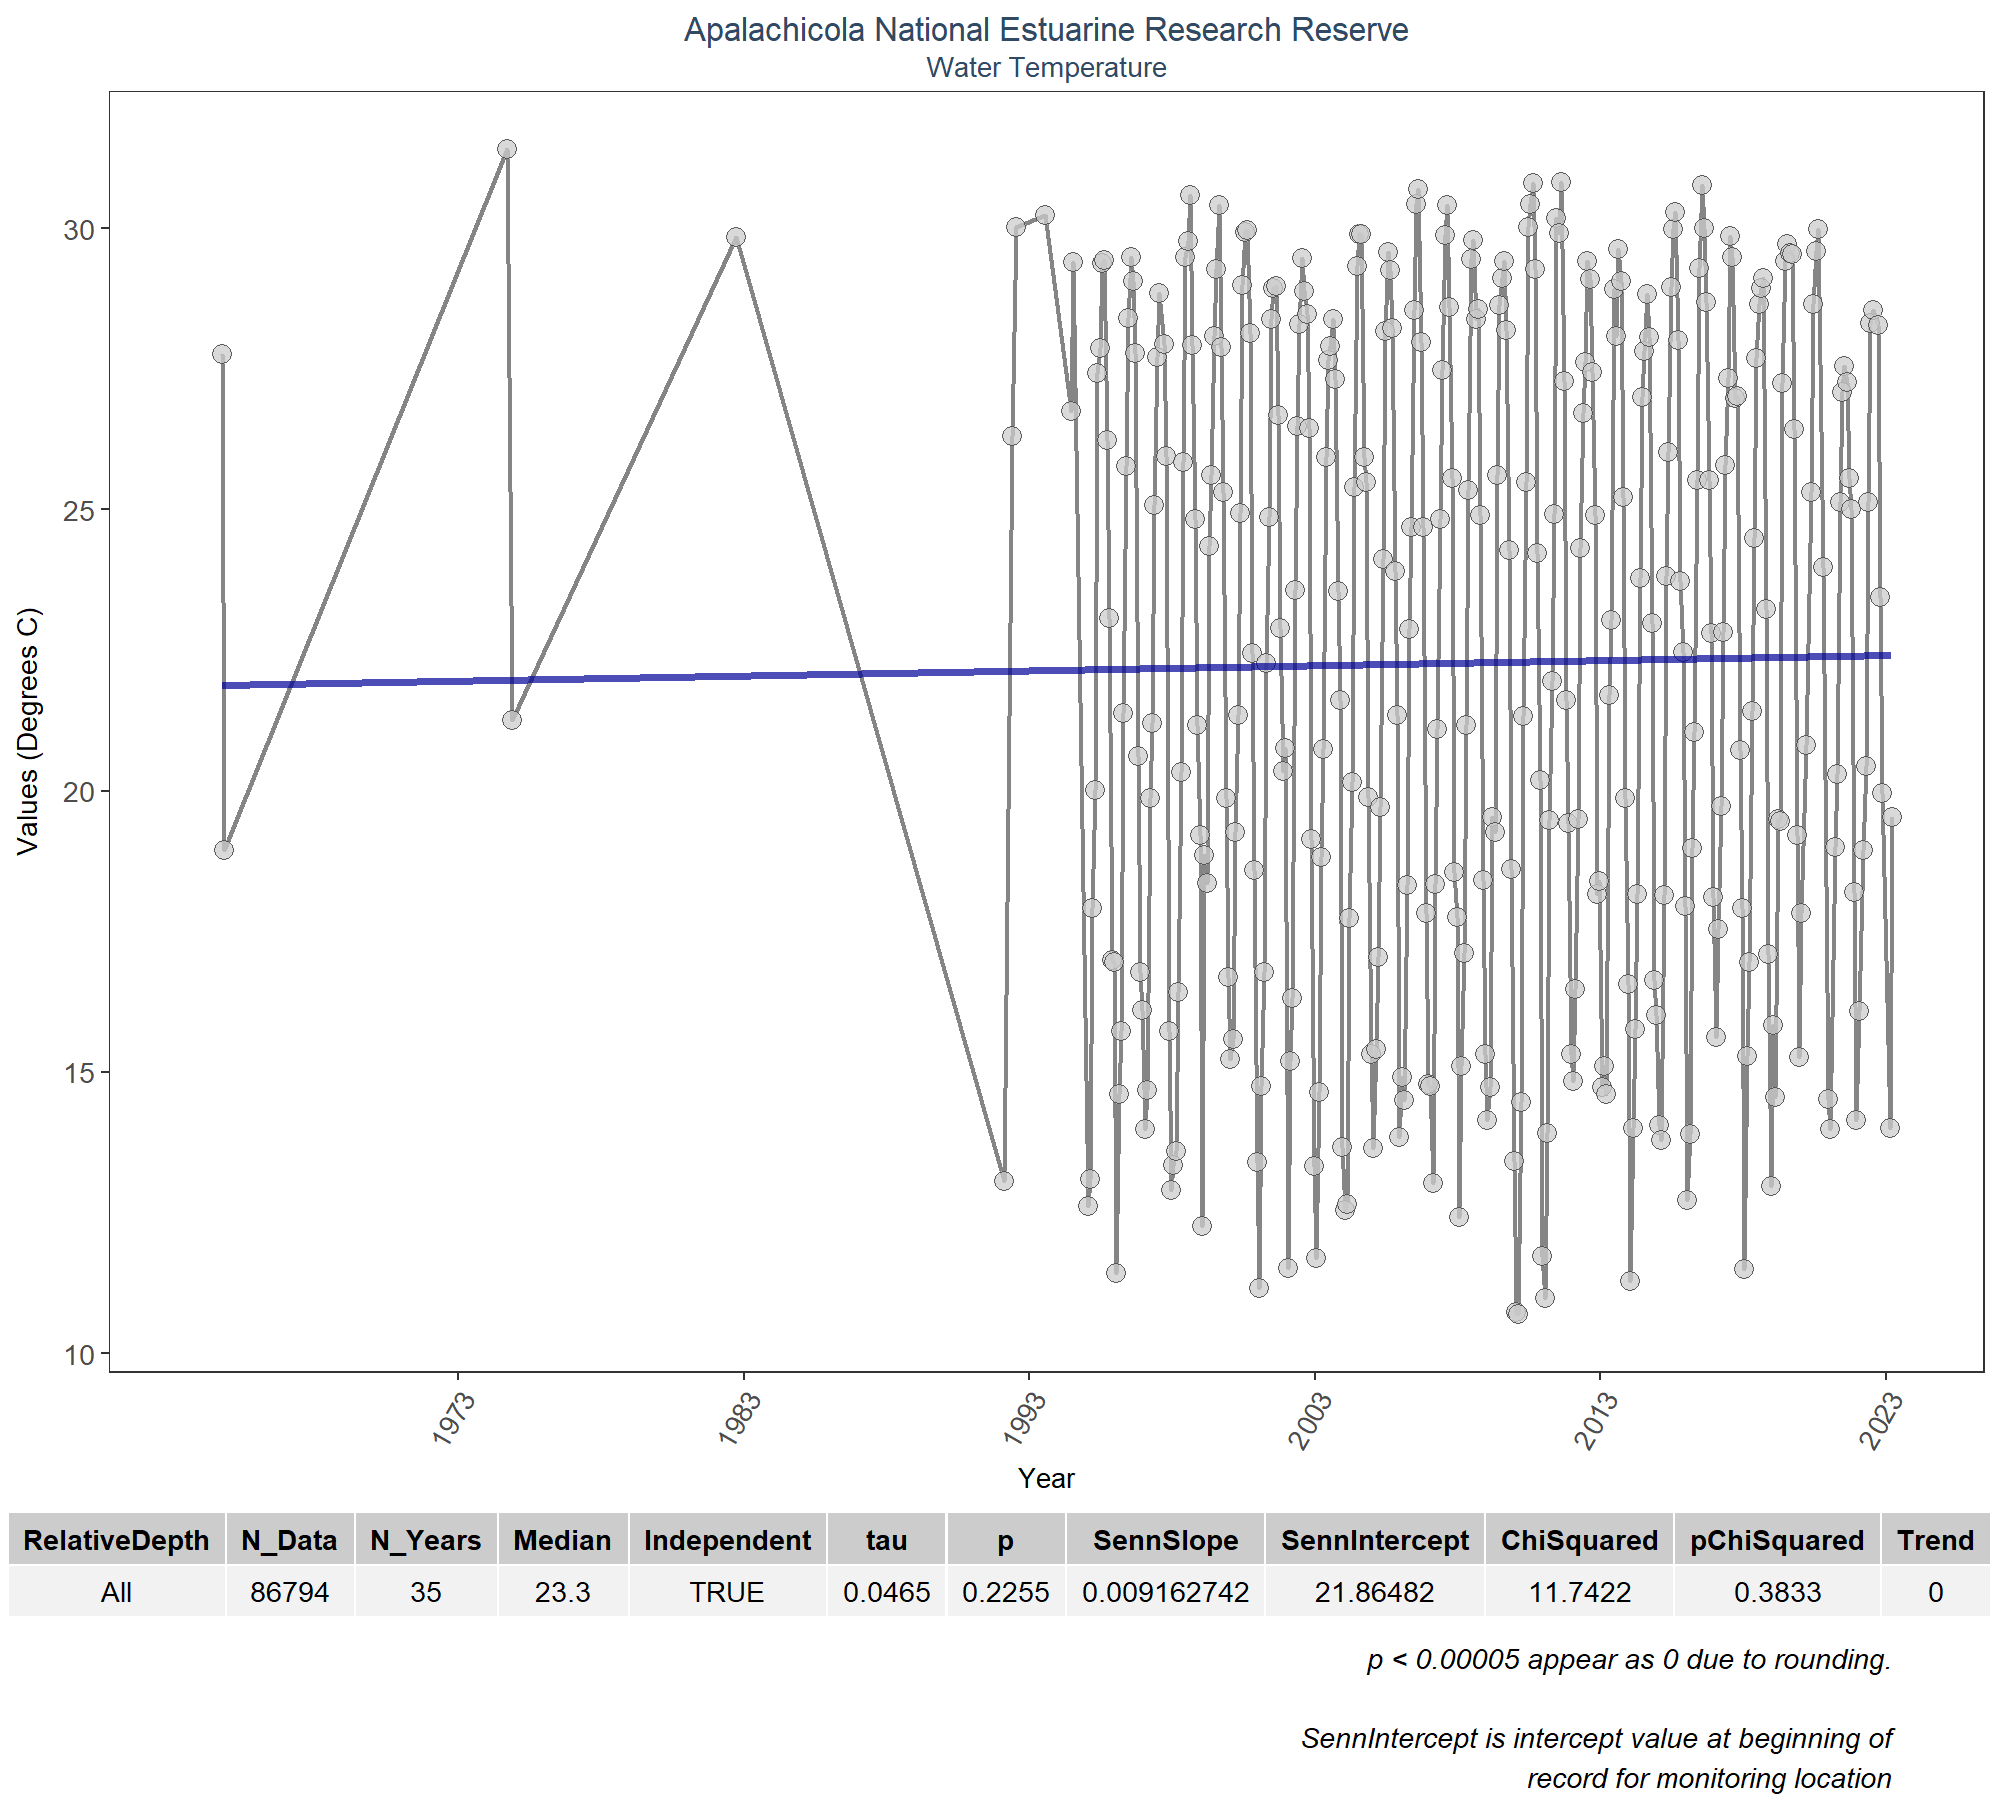 Apalachicola National Estuarine Research Reserve
Water Temperature
Values (Degrees C)
30
25
20
15
10
1973
1983
1993
2003
2013
2023
Year
RelativeDepth N_Data N_Years Median Independent tau p SennSlope SennIntercept ChiSquared pChiSquared Trend
All 86794 35 23.3 TRUE 0.0465 0.2255 0.009162742 21.86482 11.7422 0.3833 0
p < 0.00005 appear as 0 due to rounding.
SennIntercept is intercept value at beginning of
record for monitoring location